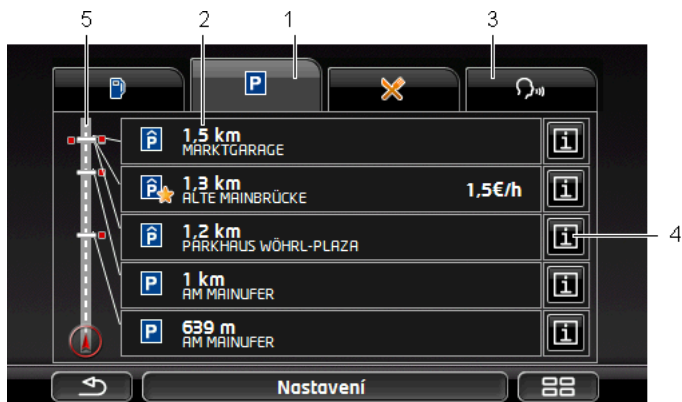 5
2
1
3
P
1,5 km
MARKTGARAGE
i
P
1,3 km
ALTE MAINBRÜCKE
1,5€/h
i
P
1,2 km
PARKHAUS WÖHRL-PLAZA
i
4
P
1 km
AM MAINUFER
i
P
639 m
AM MAINUFER
i
Nastavení